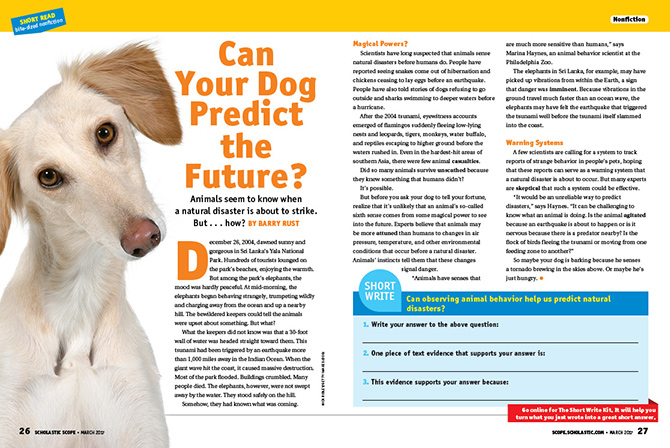 SHORT READ
bite-sized nonfiction
Nonfiction
Can
Your Dog
Predict
the
Future?
Animals seem to know when
a natural disaster is about to strike.
But . . . how? BY BARRY RUST
December 26, 2004, dawned sunny and
gorgeous in Sri Lanka's Yala National
Park. Hundreds of tourists lounged on
the park's beaches, enjoying the warmth.
But among the park's elephants, the
mood was hardly peaceful. At mid-morning, the
elephants began behaving strangely, trumpeting wildly
and charging away from the ocean and up a nearby
hill. The bewildered keepers could tell the animals
were upset about something. But what?
What the keepers did not know was that a 30-foot
wall of water was headed straight toward them. This
tsunami had been triggered by an earthquake more
than 1,000 miles away in the Indian Ocean. When the
giant wave hit the coast, it caused massive destruction.
Most of the park flooded. Buildings crumbled. Many
people died. The elephants, however, were not swept
away by the water. They stood safely on the hill.
Somehow, they had known what was coming.
Magical Powers?
Scientists have long suspected that animals sense
natural disasters before humans do. People have
reported seeing snakes come out of hibernation and
chickens ceasing to lay eggs before an earthquake.
People have also told stories of dogs refusing to go
outside and sharks swimming to deeper waters before
a hurricane.
After the 2004 tsunami, eyewitness accounts
emerged of flamingos suddenly fleeing low-lying
nests and leopards, tigers, monkeys, water buffalo,
and reptiles escaping to higher ground before the
waters rushed in. Even in the hardest-hit areas of
southern Asia, there were few animal casualties.
Did so many animals survive unscathed because
they knew something that humans didn't?
It's possible.
But before you ask your dog to tell your fortune,
realize that it's unlikely that an animal's so-called
sixth sense comes from some magical power to see
into the future. Experts believe that animals may
be more attuned than humans to changes in air
pressure, temperature, and other environmental
conditions that occur before a natural disaster.
Animals' instincts tell them that these changes
signal danger.
"Animals have senses that
are much more sensitive than humans," says
Marina Haynes, an animal behavior scientist at the
Philadelphia Zoo.
The elephants in Sri Lanka, for example, may have
picked up vibrations from within the Earth, a sign
that danger was imminent. Because vibrations in the
ground travel much faster than an ocean wave, the
elephants may have felt the earthquake that triggered
the tsunami well before the tsunami itself slammed
into the coast.
Warning Systems
A few scientists are calling for a system to track
reports of strange behavior in people's pets, hoping
that these reports can serve as a warning system that
a natural disaster is about to occur. But many experts
are skeptical that such a system could be effective.
"It would be an unreliable way to predict
disasters," says Haynes. "It can be challenging to
know what an animal is doing. Is the animal agitated
because an earthquake is about to happen or is it
nervous because there is a predator nearby? Is the
flock of birds fleeing the tsunami or moving from one
feeding zone to another?"
So maybe your dog is barking because he senses
a tornado brewing in the skies above. Or maybe he's
just hungry.
SHORT
WRITE
Can observing animal behavior help us predict natural
disasters?
1. Write your answer to the above question:
2. One piece of text evidence that supports your answer is:
3. This evidence supports your answer because:
Go online for The Short Write Kit. It will help you
turn what you just wrote into a great short answer.
26 SCHOLASTIC SCOPE • MARCH 2017
SCOPE.SCHOLASTIC.COM • MARCH 2017 27